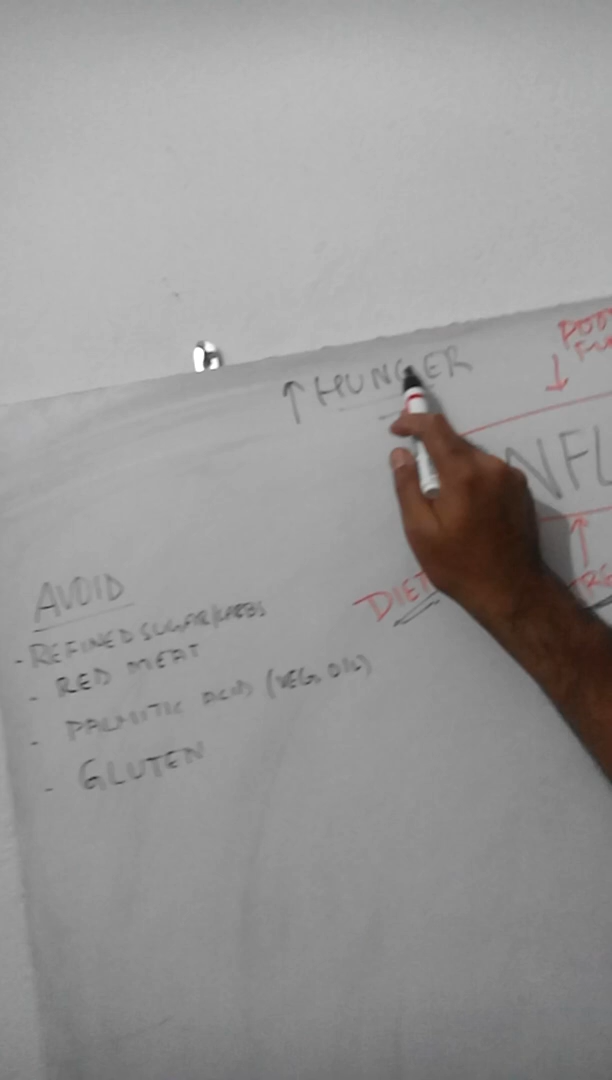 ↑ HUNGER
NFL
DIET
AVOID
- REFINED SUGAR/CARBS
- RED MEAT
- PALMITIC ACID (VEG. OIL)
- GLUTEN